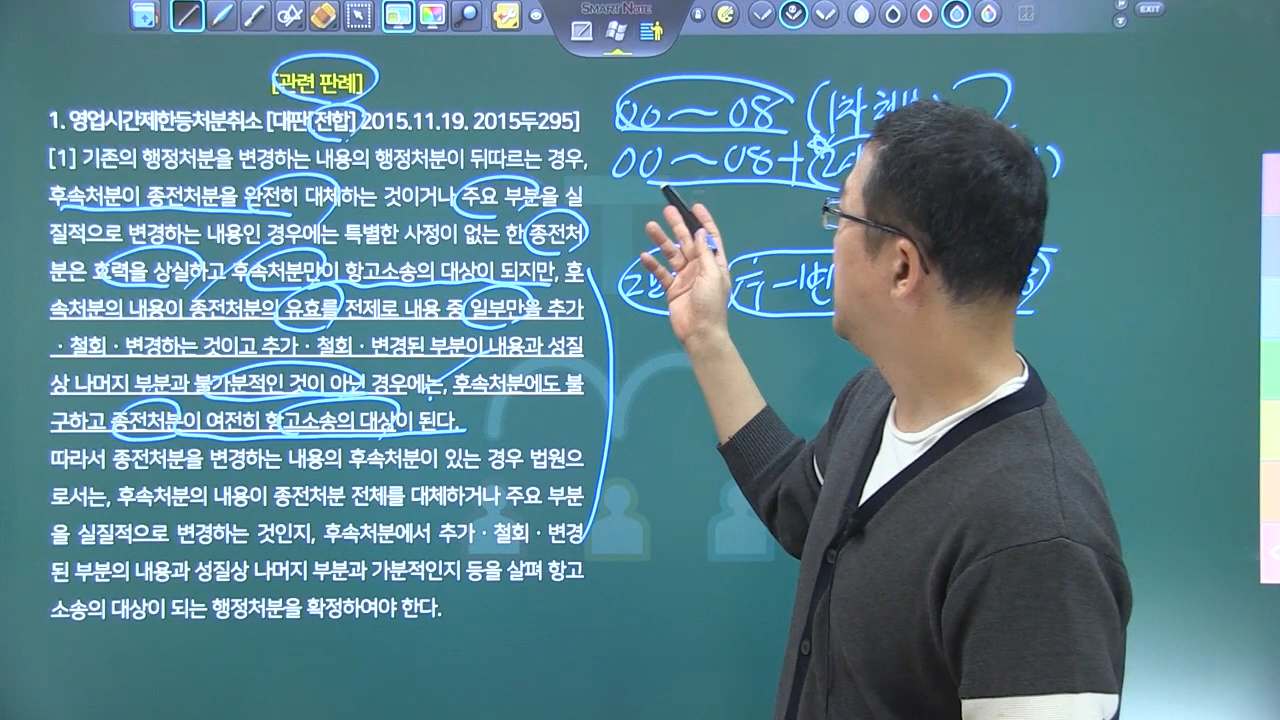 SMART NOTE
EXIT
[관련 판례]
1. 영업시간제한등처분취소 [대판(전합) 2015.11.19. 2015두295]
[1] 기존의 행정처분을 변경하는 내용의 행정처분이 뒤따르는 경우,
후속처분이 종전처분을 완전히 대체하는 것이거나 주요 부분을 실
질적으로 변경하는 내용인 경우에는 특별한 사정이 없는 한 종전처
분은 효력을 상실하고 후속처분만이 항고소송의 대상이 되지만, 후
속처분의 내용이 종전처분의 유효를 전제로 내용 중 일부만을 추가
· 철회 · 변경하는 것이고 추가 · 철회 · 변경된 부분이 내용과 성질
상 나머지 부분과 불가분적인 것이 아닌 경우에는, 후속처분에도 불
구하고 종전처분이 여전히 항고소송의 대상이 된다.
따라서 종전처분을 변경하는 내용의 후속처분이 있는 경우 법원으
로서는, 후속처분의 내용이 종전처분 전체를 대체하거나 주요 부분
을 실질적으로 변경하는 것인지, 후속처분에서 추가 · 철회 · 변경
된 부분의 내용과 성질상 나머지 부분과 가분적인지 등을 살펴 항고
소송의 대상이 되는 행정처분을 확정하여야 한다.
00~08 (1차
00~08+